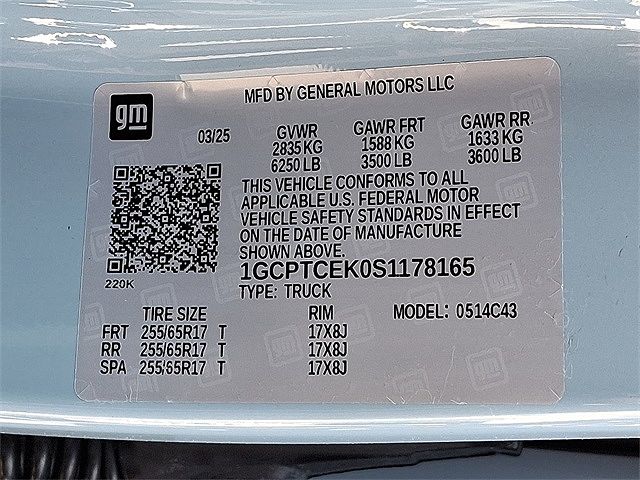 MFD BY GENERAL MOTORS LLC
gm
03/25
GVWR GAWR FRT GAWR RR
2835 KG 1588 KG 1633 KG
6250 LB 3500 LB 3600 LB
THIS VEHICLE CONFORMS TO ALL
APPLICABLE U.S. FEDERAL MOTOR
VEHICLE SAFETY STANDARDS IN EFFECT
ON THE DATE OF MANUFACTURE
SHOWN ABOVE.
1GCPTCEK0S1178165
220K
TYPE: TRUCK
TIRE SIZE RIM MODEL: 0514C43
FRT 255/65R17 T 17X8J
RR 255/65R17 T 17X8J
SPA 255/65R17 T 17X8J